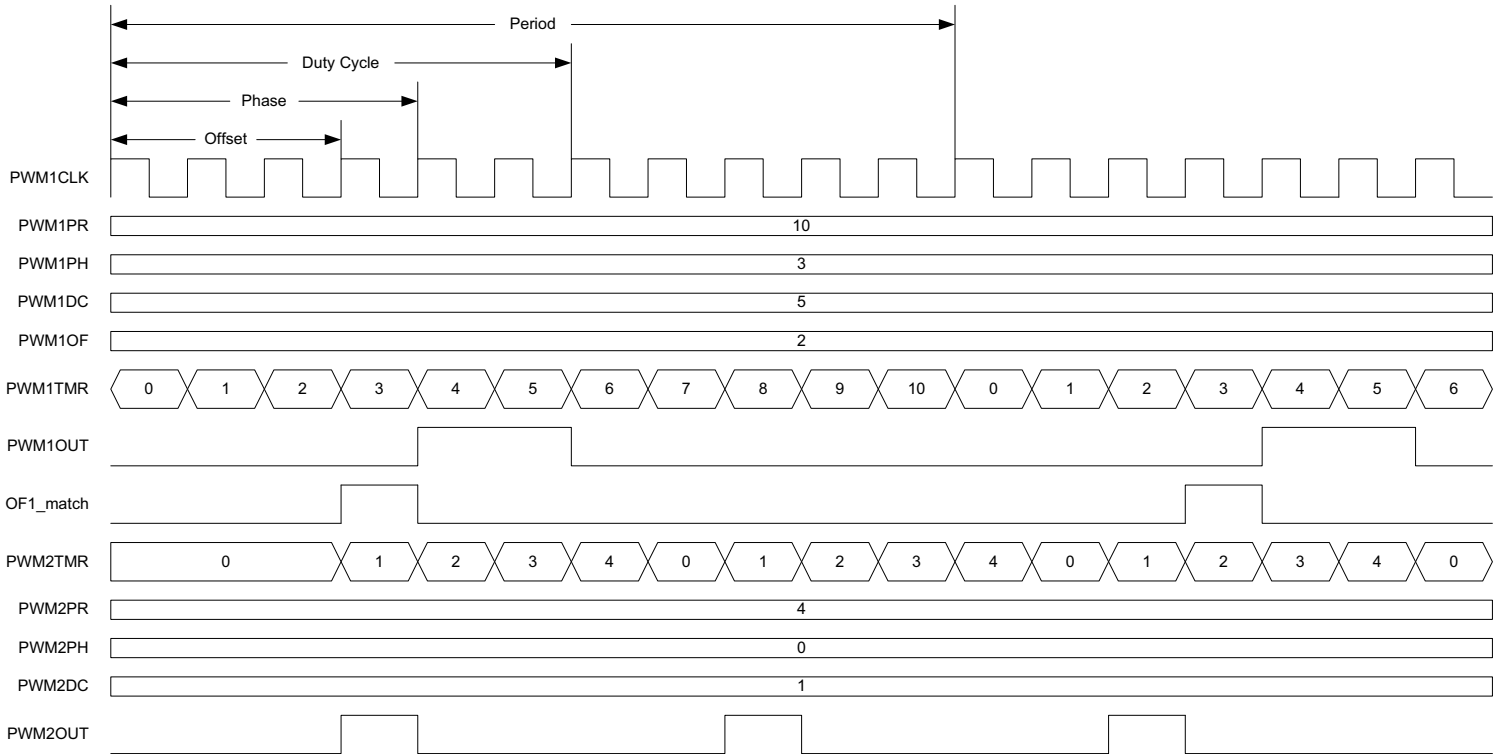 Period
Duty Cycle
Phase
Offset
PWM1CLK
PWM1PR 10
PWM1PH 3
PWM1DC 5
PWM1OF 2
PWM1TMR 0 1 2 3 4 5 6 7 8 9 10 0 1 2 3 4 5 6
PWM1OUT
OF1_match
PWM2TMR 0 1 2 3 4 0 1 2 3 4 0 1 2 3 4 0
PWM2PR 4
PWM2PH 0
PWM2DC 1
PWM2OUT